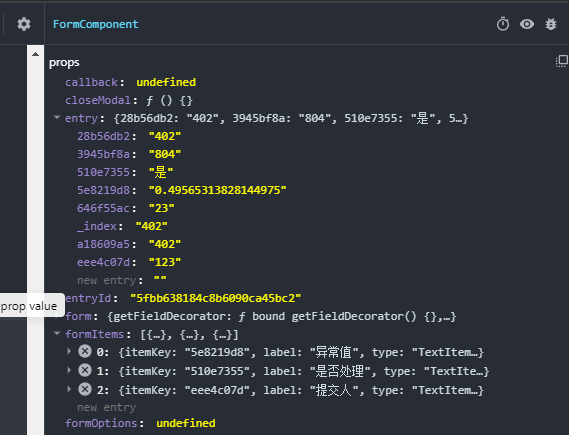 FormComponent
props
callback: undefined
closeModal: ƒ () {}
entry: {28b56db2: "402", 3945bf8a: "804", 510e7355: "是", 5…}
28b56db2: "402"
3945bf8a: "804"
510e7355: "是"
5e8219d8: "0.49565313828144975"
646f55ac: "23"
_index: "402"
a18609a5: "402"
eee4c07d: "123"
new entry: ""
entryId: "5fbb638184c8b6090ca45bc2"
prop value
form: {getFieldDecorator: ƒ bound getFieldDecorator() {},…}
formItems: [{…}, {…}, {…}]
0: {itemKey: "5e8219d8", label: "异常值", type: "TextItem…}
1: {itemKey: "510e7355", label: "是否处理", type: "TextIte…}
2: {itemKey: "eee4c07d", label: "提交人", type: "TextItem…}
new entry
formOptions: undefined